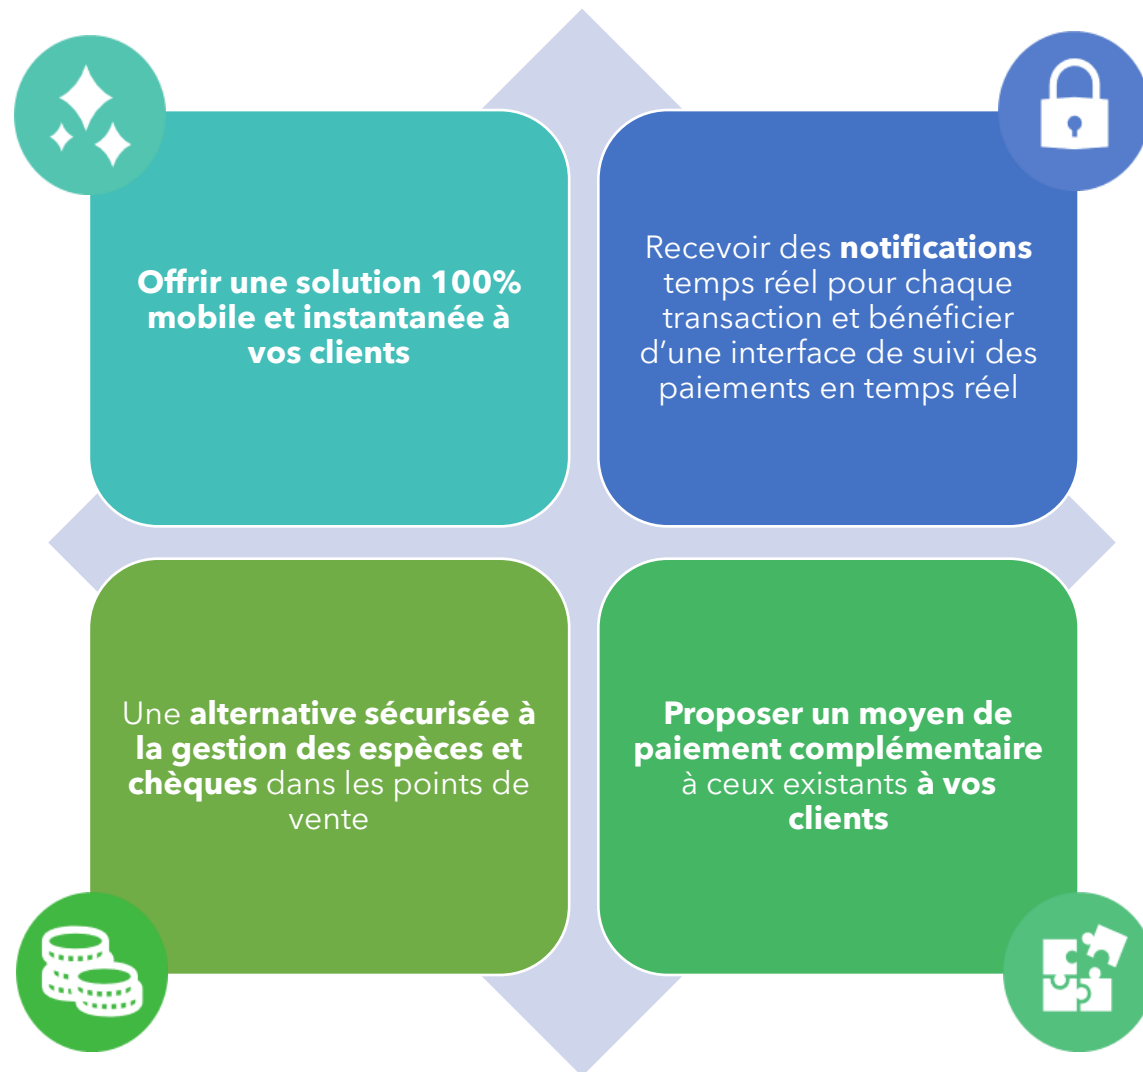 Offrir une solution 100%
mobile et instantanée à
vos clients
Recevoir des notifications
temps réel pour chaque
transaction et bénéficier
d’une interface de suivi des
paiements en temps réel
Une alternative sécurisée à
la gestion des espèces et
chèques dans les points de
vente
Proposer un moyen de
paiement complémentaire
à ceux existants à vos
clients